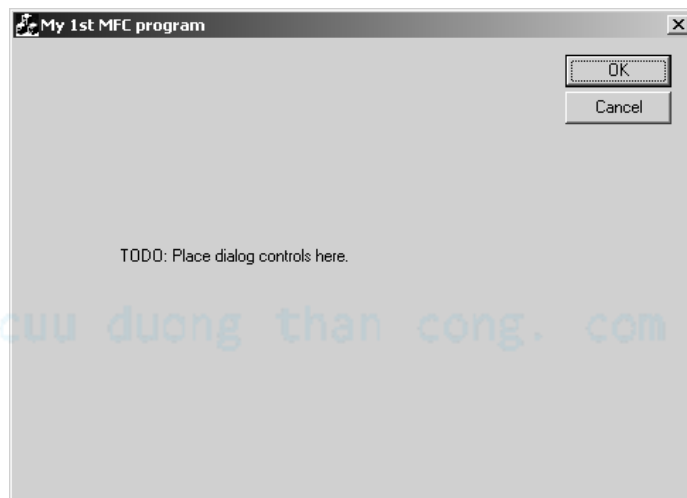 My 1st MFC program
OK
Cancel
TODO: Place dialog controls here.
cuu duong than cong. com